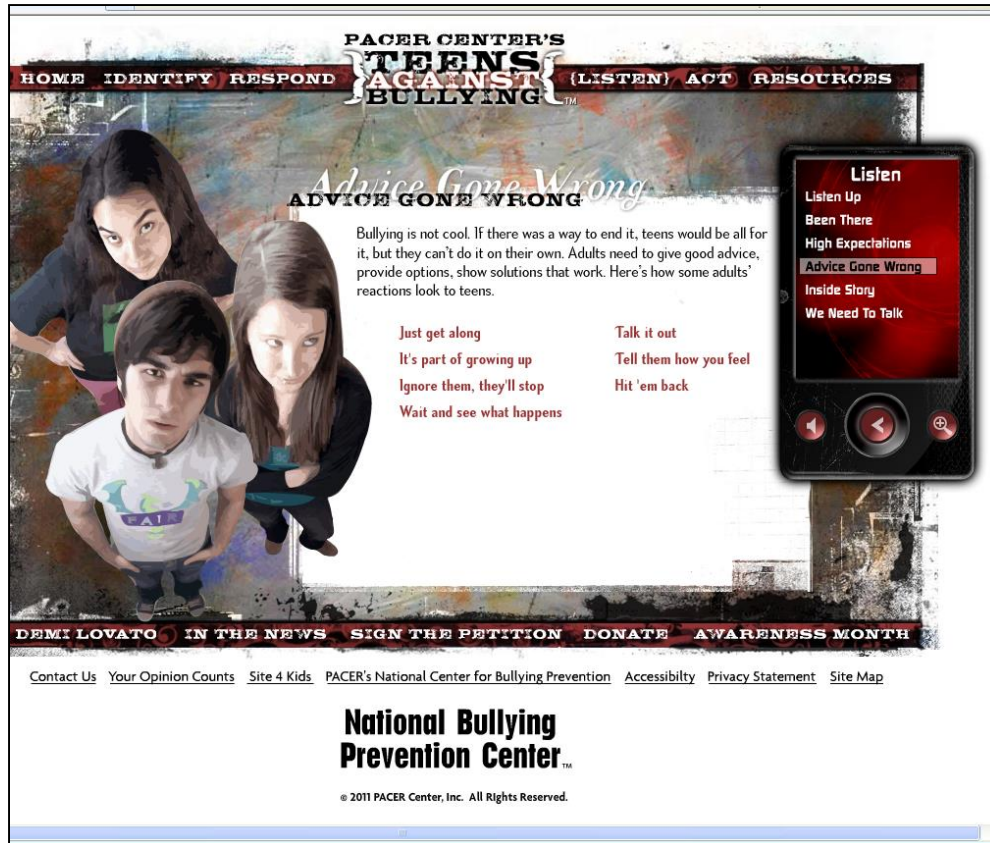 PACER CENTER'S
TEENS
HOME IDENTIFY RESPOND {AGAINST} {LISTEN} ACT RESOURCES
BULLYING™
Advice Gone Wrong
ADVICE GONE WRONG
Bullying is not cool. If there was a way to end it, teens would be all for
it, but they can't do it on their own. Adults need to give good advice,
provide options, show solutions that work. Here's how some adults'
reactions look to teens.
Just get along
It's part of growing up
Ignore them, they'll stop
Wait and see what happens
Talk it out
Tell them how you feel
Hit 'em back
Listen
Listen Up
Been There
High Expectations
Advice Gone Wrong
Inside Story
We Need To Talk
FAIR
DEMI LOVATO IN THE NEWS SIGN THE PETITION DONATE AWARENESS MONTH
Contact Us Your Opinion Counts Site 4 Kids PACER's National Center for Bullying Prevention Accessibilty Privacy Statement Site Map
National Bullying
Prevention Center™
© 2011 PACER Center, Inc. All RIghts Reserved.